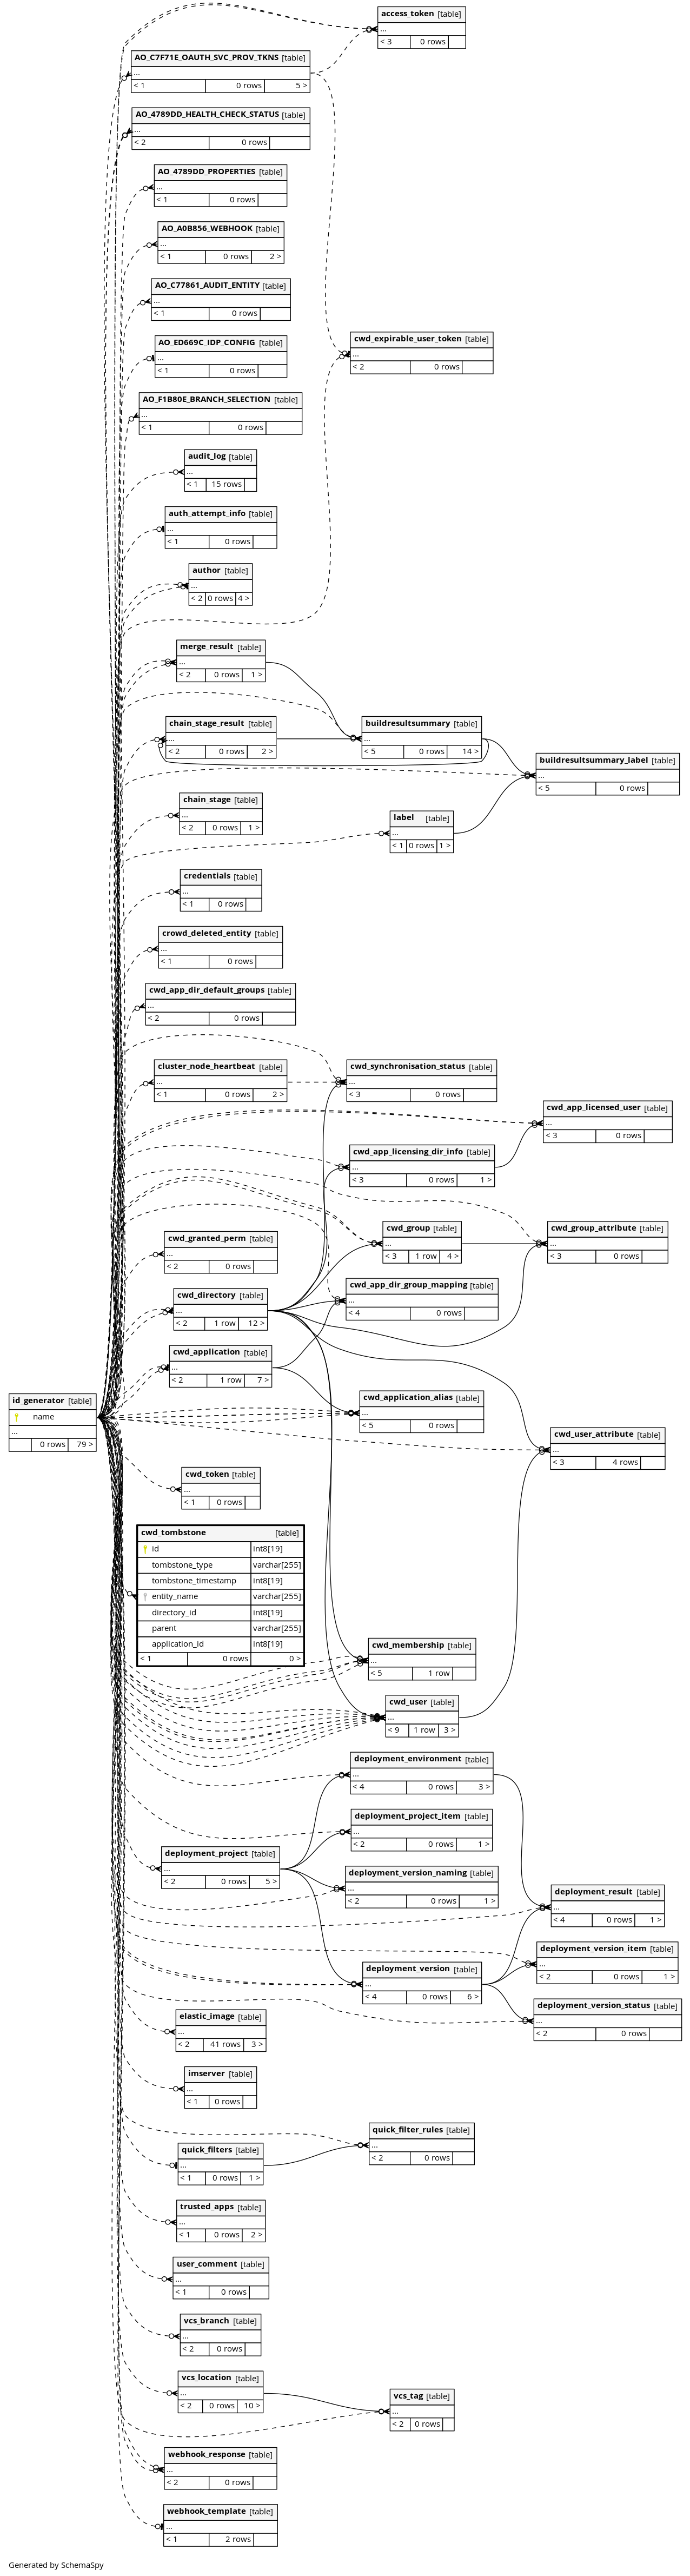 access_token [table]
...
< 3 0 rows
AO_C7F71E_OAUTH_SVC_PROV_TKNS [table]
...
< 1 0 rows 5 >
AO_4789DD_HEALTH_CHECK_STATUS [table]
...
< 2 0 rows
AO_4789DD_PROPERTIES [table]
...
< 1 0 rows
AO_A0B856_WEBHOOK [table]
...
< 1 0 rows 2 >
AO_C77861_AUDIT_ENTITY [table]
...
< 1 0 rows
AO_ED669C_IDP_CONFIG [table]
...
< 1 0 rows
cwd_expirable_user_token [table]
...
< 2 0 rows
AO_F1B80E_BRANCH_SELECTION [table]
...
< 1 0 rows
audit_log [table]
...
< 1 15 rows
auth_attempt_info [table]
...
< 1 0 rows
author [table]
...
< 2 0 rows 4 >
merge_result [table]
...
< 2 0 rows 1 >
chain_stage_result [table]
...
< 2 0 rows 2 >
buildresultsummary [table]
...
< 5 0 rows 14 >
buildresultsummary_label [table]
...
< 5 0 rows
chain_stage [table]
...
< 2 0 rows 1 >
label [table]
...
< 1 0 rows 1 >
credentials [table]
...
< 1 0 rows
crowd_deleted_entity [table]
...
< 1 0 rows
cwd_app_dir_default_groups [table]
...
< 2 0 rows
cluster_node_heartbeat [table]
...
< 1 0 rows 2 >
cwd_synchronisation_status [table]
...
< 3 0 rows
cwd_app_licensed_user [table]
...
< 3 0 rows
cwd_app_licensing_dir_info [table]
...
< 3 0 rows 1 >
cwd_granted_perm [table]
...
< 2 0 rows
cwd_group [table]
...
< 3 1 row 4 >
cwd_group_attribute [table]
...
< 3 0 rows
cwd_directory [table]
...
< 2 1 row 12 >
cwd_app_dir_group_mapping [table]
...
< 4 0 rows
cwd_application [table]
...
< 2 1 row 7 >
id_generator [table]
name
...
0 rows 79 >
cwd_application_alias [table]
...
< 5 0 rows
cwd_user_attribute [table]
...
< 3 4 rows
cwd_token [table]
...
< 1 0 rows
cwd_tombstone [table]
id int8[19]
tombstone_type varchar[255]
tombstone_timestamp int8[19]
entity_name varchar[255]
directory_id int8[19]
parent varchar[255]
application_id int8[19]
< 1 0 rows 0 >
cwd_membership [table]
...
< 5 1 row
cwd_user [table]
...
< 9 1 row 3 >
deployment_environment [table]
...
< 4 0 rows 3 >
deployment_project_item [table]
...
< 2 0 rows 1 >
deployment_project [table]
...
< 2 0 rows 5 >
deployment_version_naming [table]
...
< 2 0 rows 1 >
deployment_result [table]
...
< 4 0 rows 1 >
deployment_version_item [table]
...
< 2 0 rows 1 >
deployment_version [table]
...
< 4 0 rows 6 >
deployment_version_status [table]
...
< 2 0 rows
elastic_image [table]
...
< 2 41 rows 3 >
imserver [table]
...
< 1 0 rows
quick_filter_rules [table]
...
< 2 0 rows
quick_filters [table]
...
< 1 0 rows 1 >
trusted_apps [table]
...
< 1 0 rows 2 >
user_comment [table]
...
< 1 0 rows
vcs_branch [table]
...
< 2 0 rows
vcs_location [table]
...
< 2 0 rows 10 >
vcs_tag [table]
...
< 2 0 rows
webhook_response [table]
...
< 2 0 rows
webhook_template [table]
...
< 1 2 rows
Generated by SchemaSpy